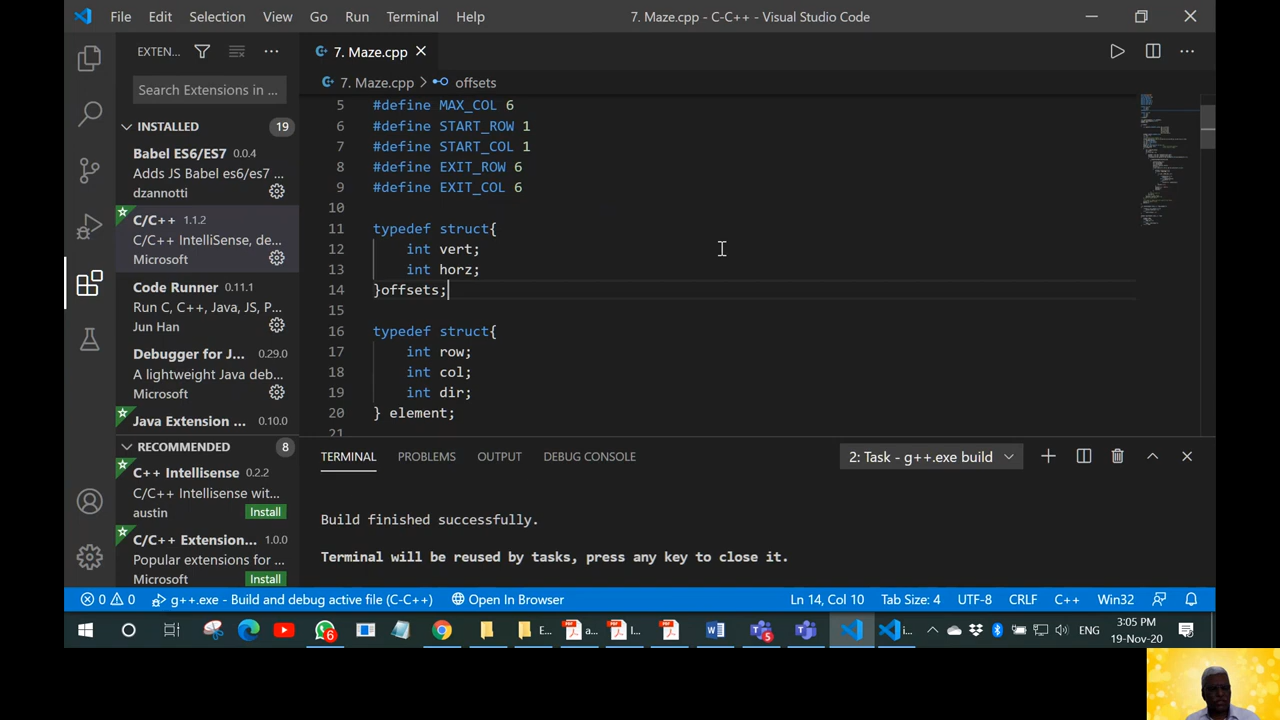 File Edit Selection View Go Run Terminal Help 7. Maze.cpp - C-C++ - Visual Studio Code
EXTEN... 7. Maze.cpp
7. Maze.cpp > offsets
Search Extensions in ...
INSTALLED 19
Babel ES6/ES7 0.0.4
Adds JS Babel es6/es7 ...
dzannotti
C/C++ 1.1.2
C/C++ IntelliSense, de...
Microsoft
Code Runner 0.11.1
Run C, C++, Java, JS, P...
Jun Han
Debugger for J... 0.29.0
A lightweight Java deb...
Microsoft
Java Extension ... 0.10.0
RECOMMENDED 8
C++ Intellisense 0.2.2
C/C++ Intellisense wit...
austin Install
C/C++ Extension... 1.0.0
Popular extensions for ...
Microsoft Install
5 #define MAX_COL 6
6 #define START_ROW 1
7 #define START_COL 1
8 #define EXIT_ROW 6
9 #define EXIT_COL 6
10
11 typedef struct{
12 int vert;
13 int horz;
14 }offsets;
15
16 typedef struct{
17 int row;
18 int col;
19 int dir;
20 } element;
21
TERMINAL PROBLEMS OUTPUT DEBUG CONSOLE 2: Task - g++.exe build
Build finished successfully.
Terminal will be reused by tasks, press any key to close it.
0 0 g++.exe - Build and debug active file (C-C++) Open In Browser Ln 14, Col 10 Tab Size: 4 UTF-8 CRLF C++ Win32
6 E... a... I... 5 i... ENG 3:05 PM
19-Nov-20